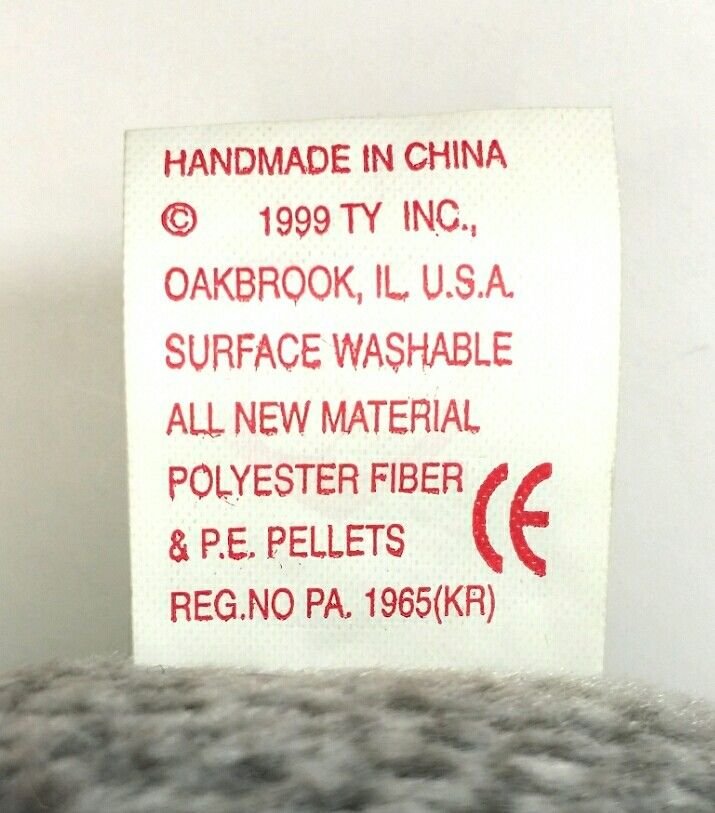 HANDMADE IN CHINA
© 1999 TY INC.,
OAKBROOK, IL. U.S.A.
SURFACE WASHABLE
ALL NEW MATERIAL
POLYESTER FIBER
& P.E. PELLETS
CE
REG.NO PA. 1965(KR)